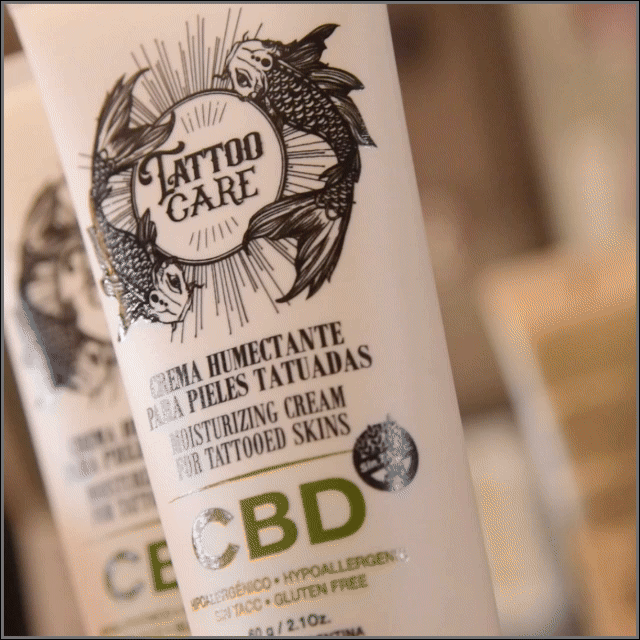 TATTOO
CARE
CREMA HUMECTANTE
PARA PIELES TATUADAS
MOISTURIZING CREAM
FOR TATTOOED SKINS
CBD
HIPOALERGÉNICO • HYPOALLERGENIC
SIN TACC • GLUTEN FREE
60 g / 2.1Oz.